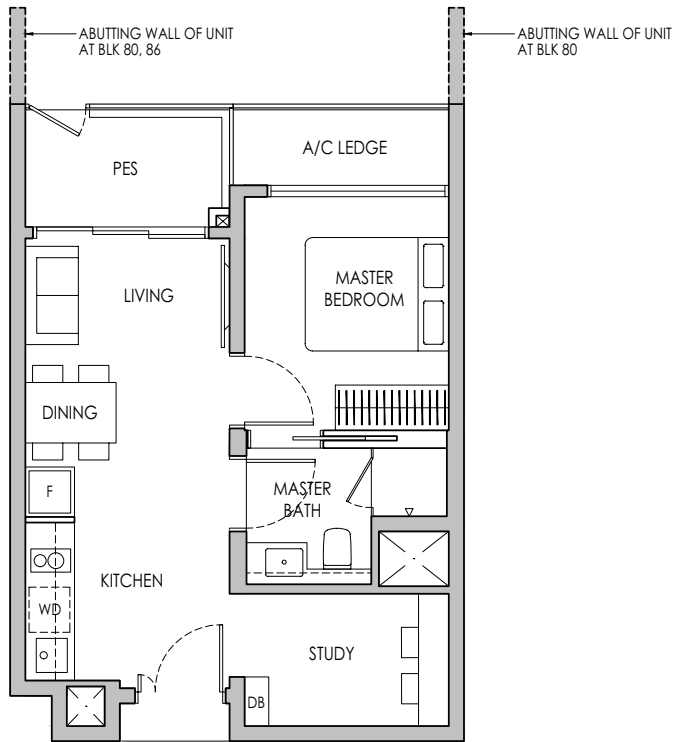 ABUTTING WALL OF UNIT
AT BLK 80, 86
ABUTTING WALL OF UNIT
AT BLK 80
PES
A/C LEDGE
LIVING
MASTER
BEDROOM
DINING
F
MASTER
BATH
KITCHEN
WD
STUDY
DB